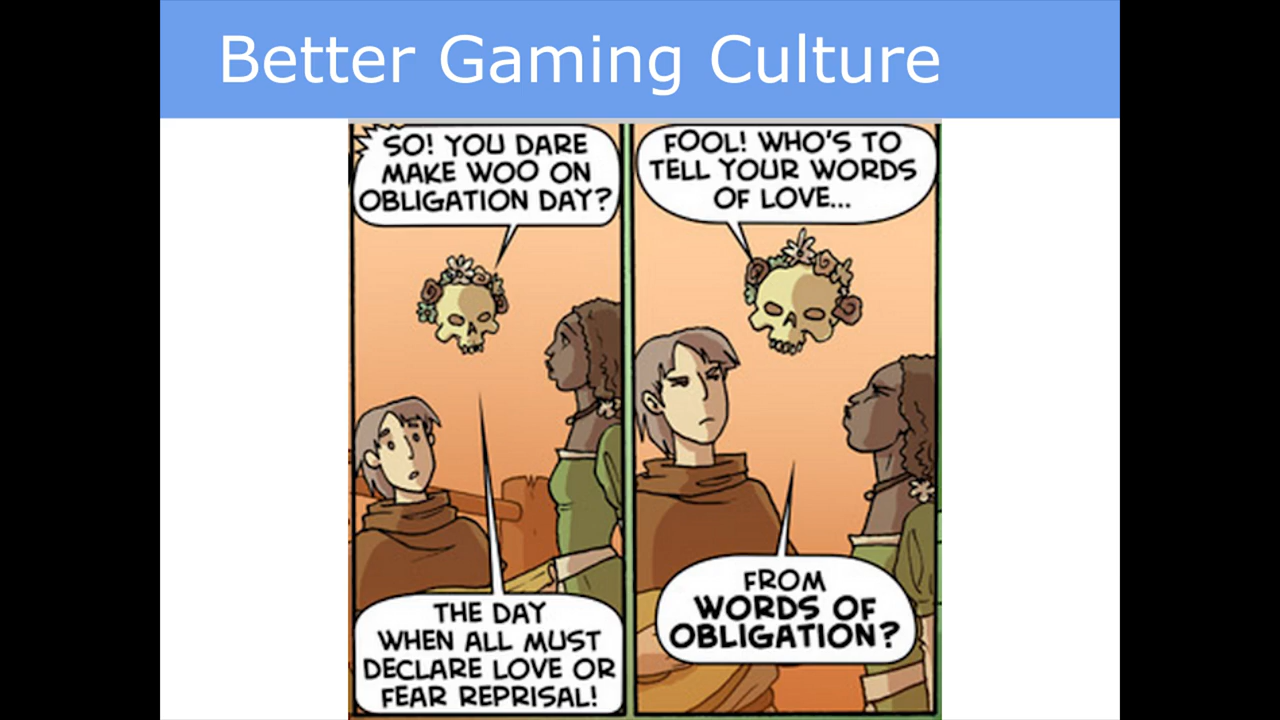 Better Gaming Culture
SO! YOU DARE
MAKE WOO ON
OBLIGATION DAY?
THE DAY
WHEN ALL MUST
DECLARE LOVE OR
FEAR REPRISAL!
FOOL! WHO'S TO
TELL YOUR WORDS
OF LOVE...
FROM
WORDS OF
OBLIGATION?